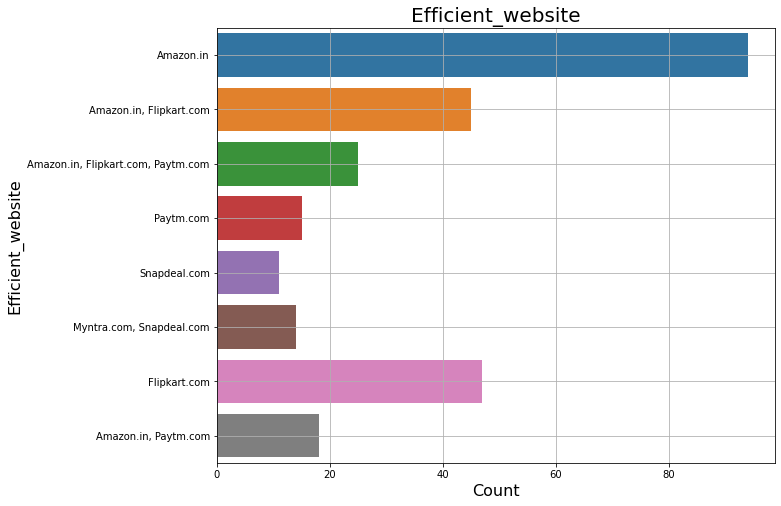 Efficient_website
Amazon.in
Amazon.in, Flipkart.com
Amazon.in, Flipkart.com, Paytm.com
Paytm.com
Snapdeal.com
Myntra.com, Snapdeal.com
Flipkart.com
Amazon.in, Paytm.com
Efficient_website
0 20 40 60 80
Count